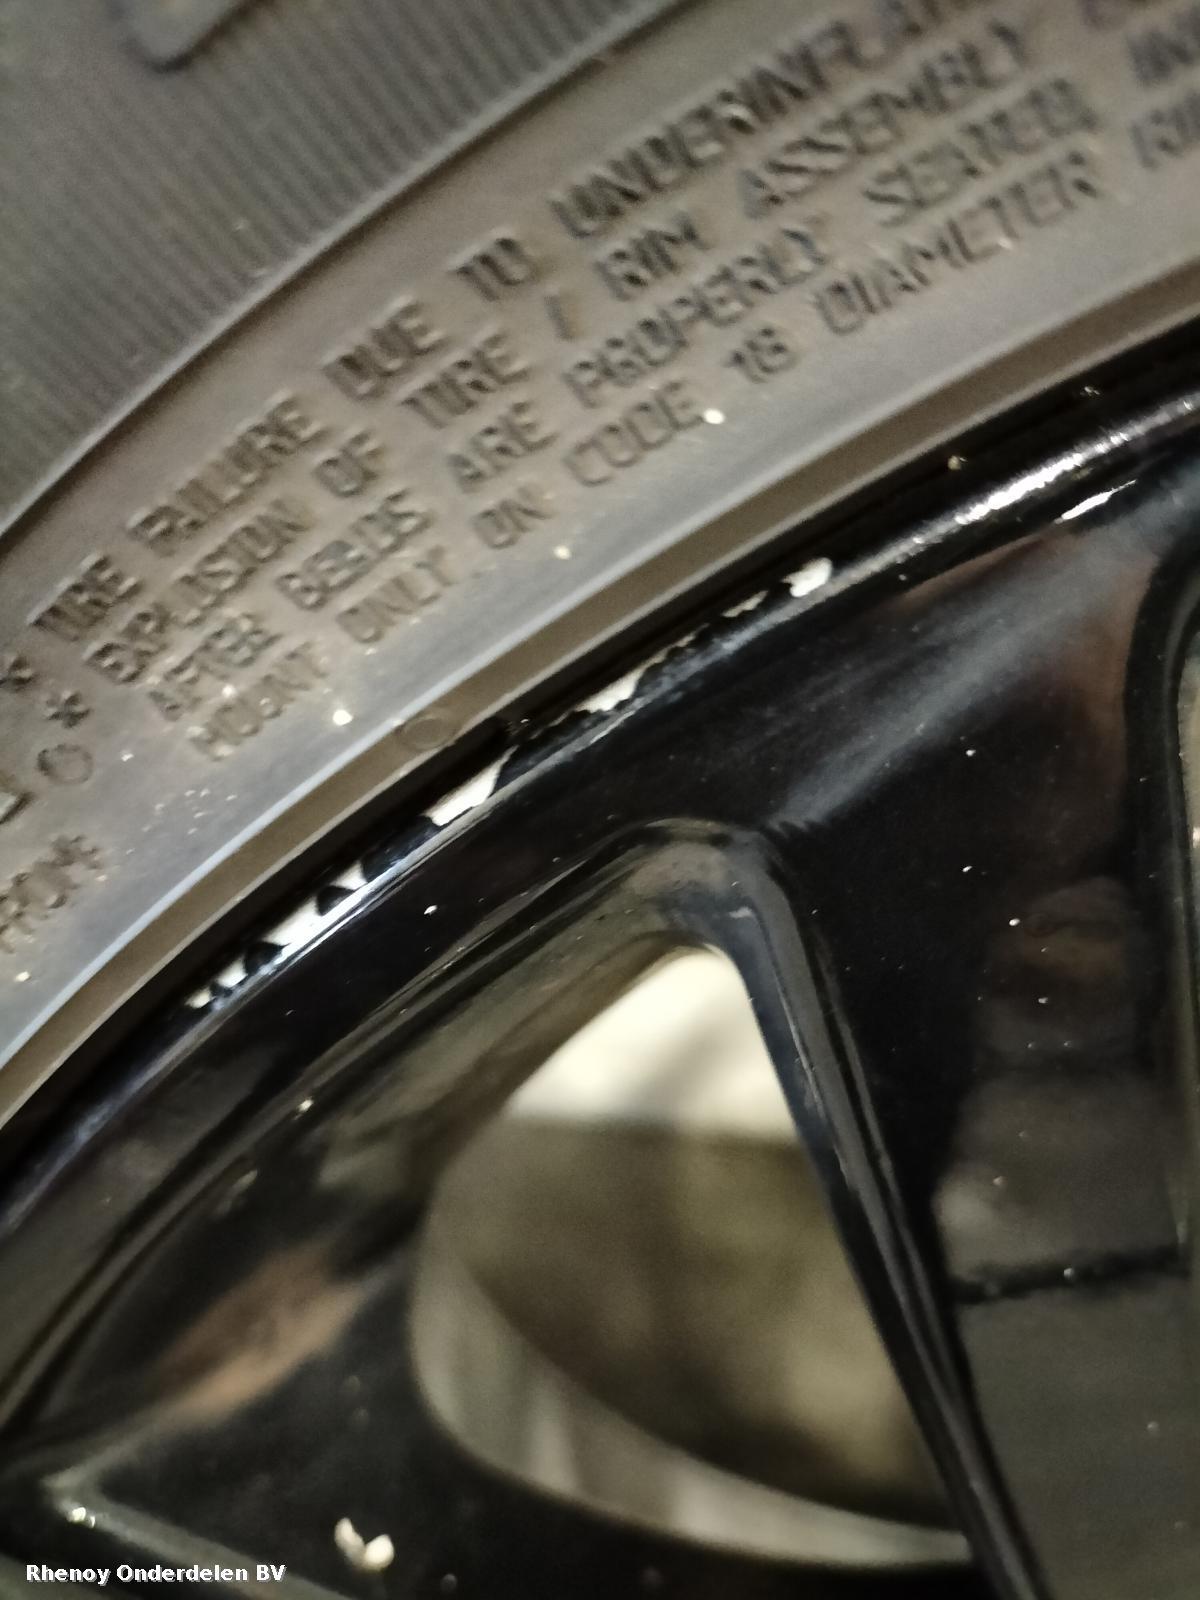 * TIRE FAILURE DUE TO
* EXPLOSION OF TIRE / RIM ASSEMBLY
AFTER BEADS ARE PROPERLY SEATED,
MOUNT ONLY ON CODE 18 DIAMETER
Rhenoy Onderdelen BV